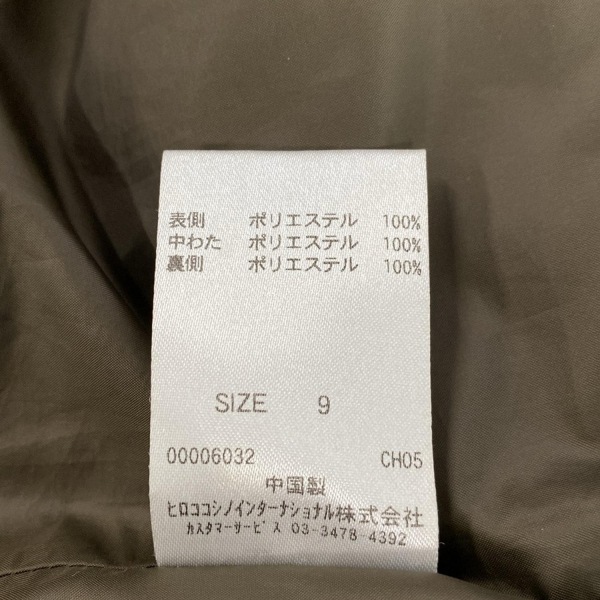 表側 ポリエステル 100%
中わた ポリエステル 100%
裏側 ポリエステル 100%
SIZE 9
00006032 CH05
中国製
ヒロココシノインターナショナル株式会社
カスタマーサービス 03-3478-4392